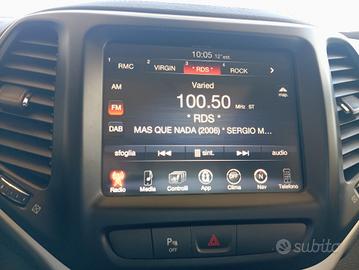 10:05 12°est.
1 RMC 2 VIRGIN 3 * RDS * 4 ROCK
AM Varied map.
FM 100.50 MHz ST
* RDS *
DAB
MAS QUE NADA (2006) * SERGIO M...
sfoglia sint. audio
Radio Media Controlli App Clima Nav Telefono
OFF
subito